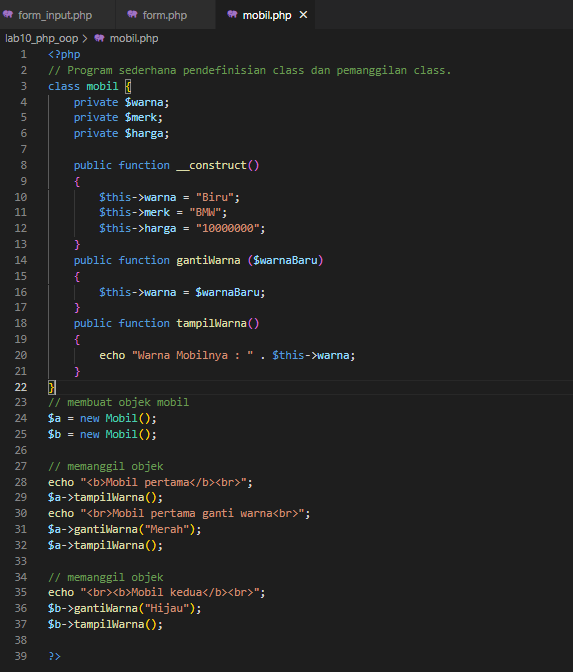 form_input.php form.php mobil.php ×
lab10_php_oop > mobil.php
1 <?php
2 // Program sederhana pendefinisian class dan pemanggilan class.
3 class mobil {
4 private $warna;
5 private $merk;
6 private $harga;
7
8 public function __construct()
9 {
10 $this->warna = "Biru";
11 $this->merk = "BMW";
12 $this->harga = "10000000";
13 }
14 public function gantiWarna ($warnaBaru)
15 {
16 $this->warna = $warnaBaru;
17 }
18 public function tampilWarna()
19 {
20 echo "Warna Mobilnya : " . $this->warna;
21 }
22 }
23 // membuat objek mobil
24 $a = new Mobil();
25 $b = new Mobil();
26
27 // memanggil objek
28 echo "<b>Mobil pertama</b><br>";
29 $a->tampilWarna();
30 echo "<br>Mobil pertama ganti warna<br>";
31 $a->gantiWarna("Merah");
32 $a->tampilWarna();
33
34 // memanggil objek
35 echo "<br><b>Mobil kedua</b><br>";
36 $b->gantiWarna("Hijau");
37 $b->tampilWarna();
38
39 ?>